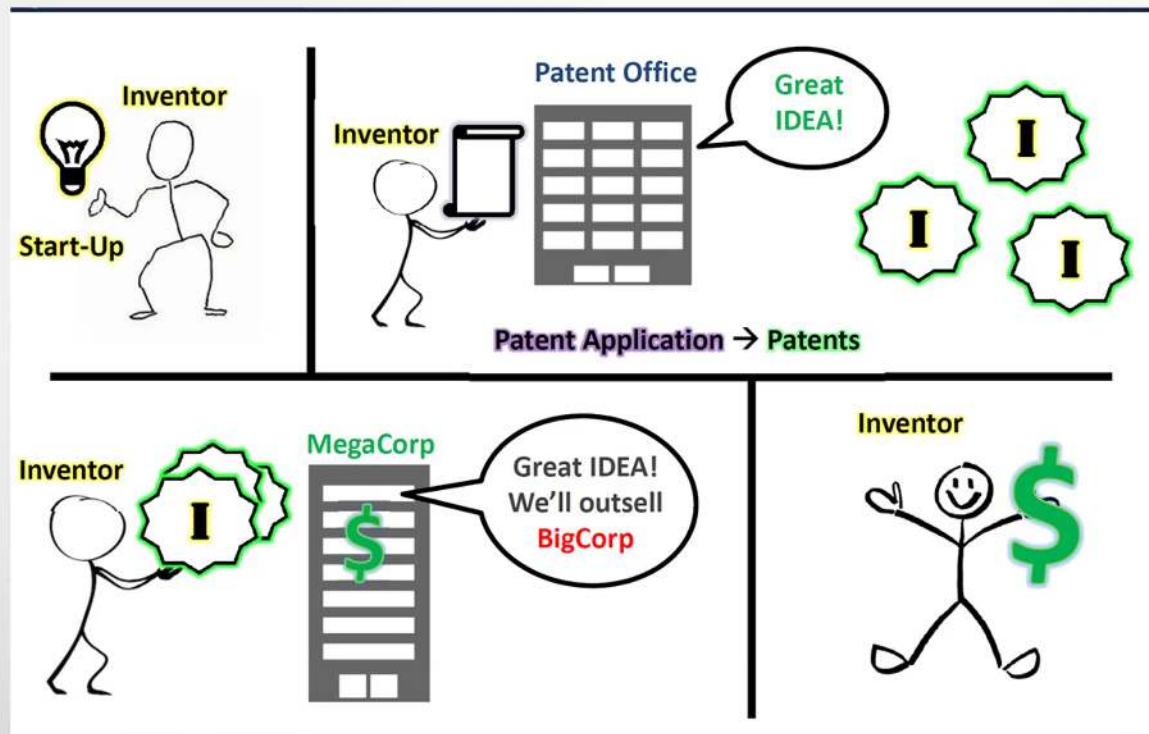 Inventor
Start-Up
Patent Office
Inventor
Great
IDEA!
I
I
I
Patent Application → Patents
Inventor
I
MegaCorp
$
Great IDEA!
We'll outsell
BigCorp
Inventor
$